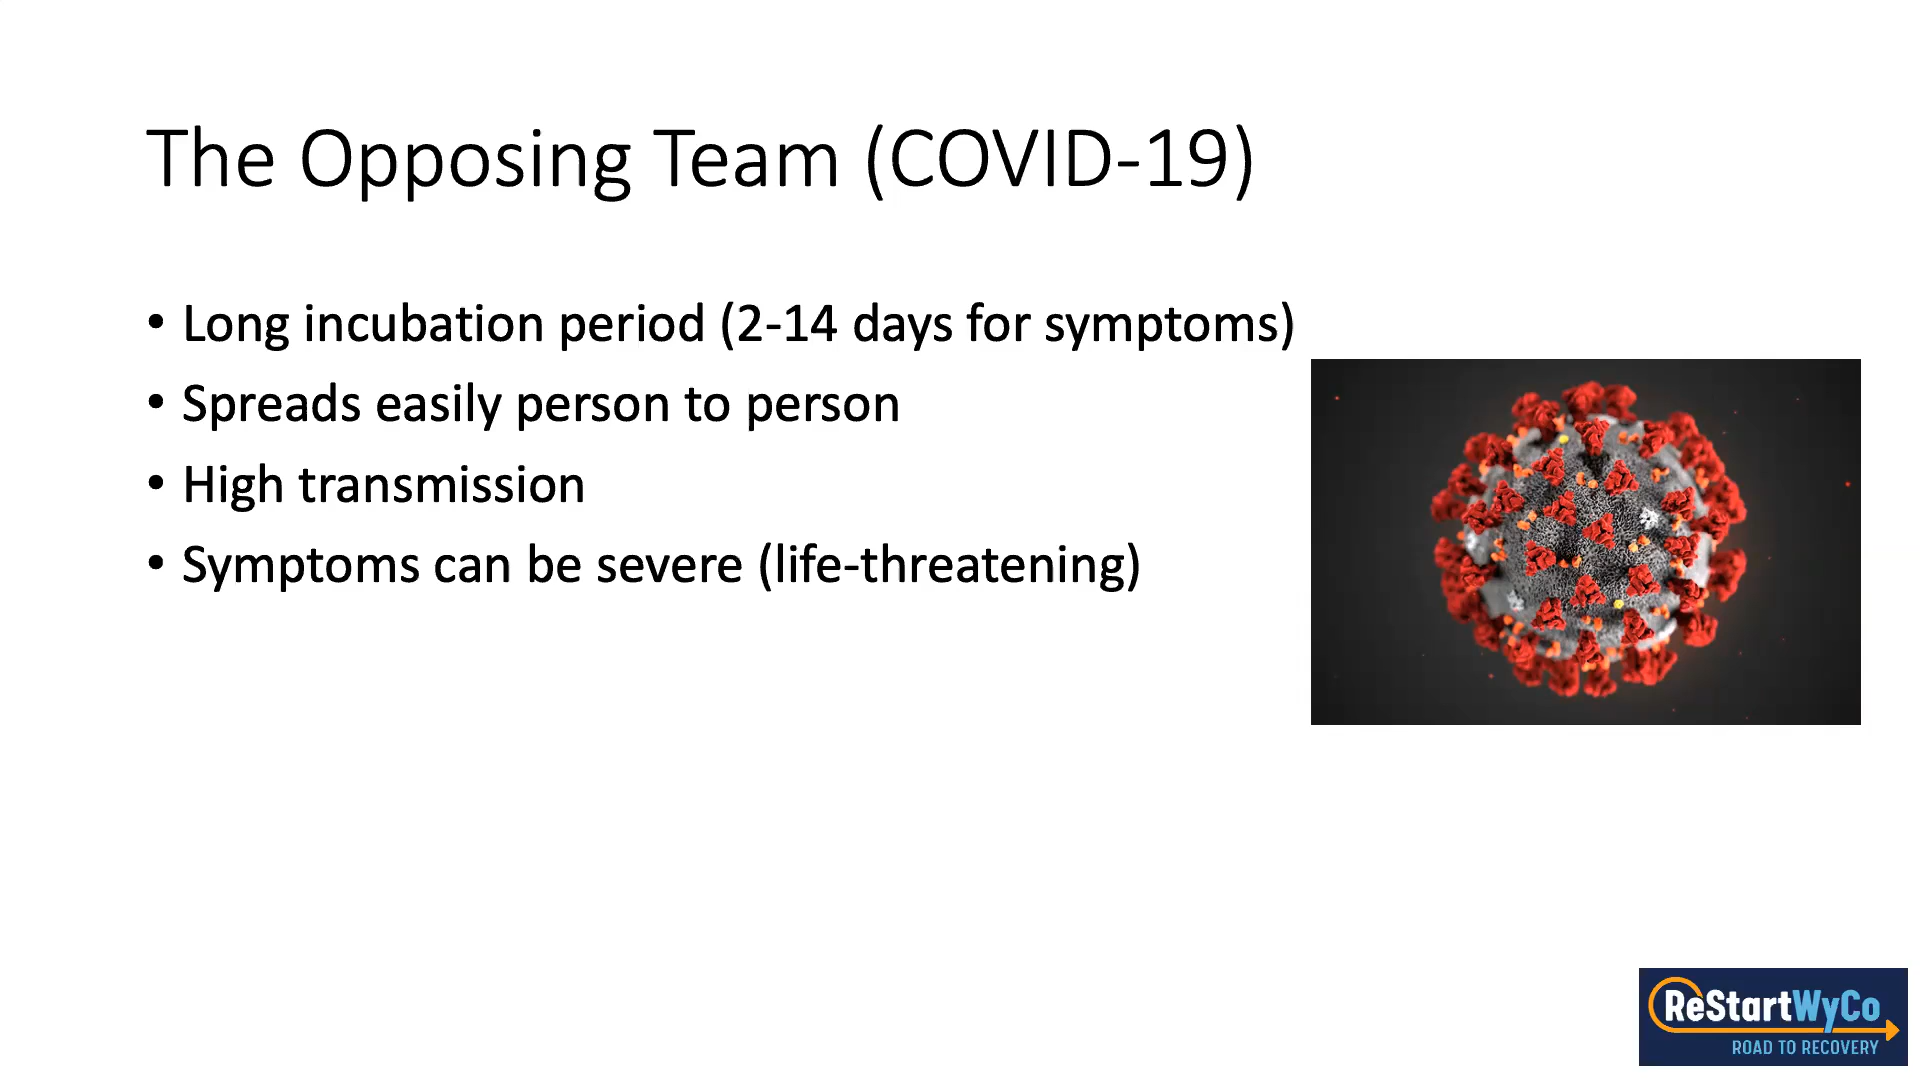 The Opposing Team (COVID-19)
• Long incubation period (2-14 days for symptoms)
• Spreads easily person to person
• High transmission
• Symptoms can be severe (life-threatening)
ReStartWyCo
ROAD TO RECOVERY